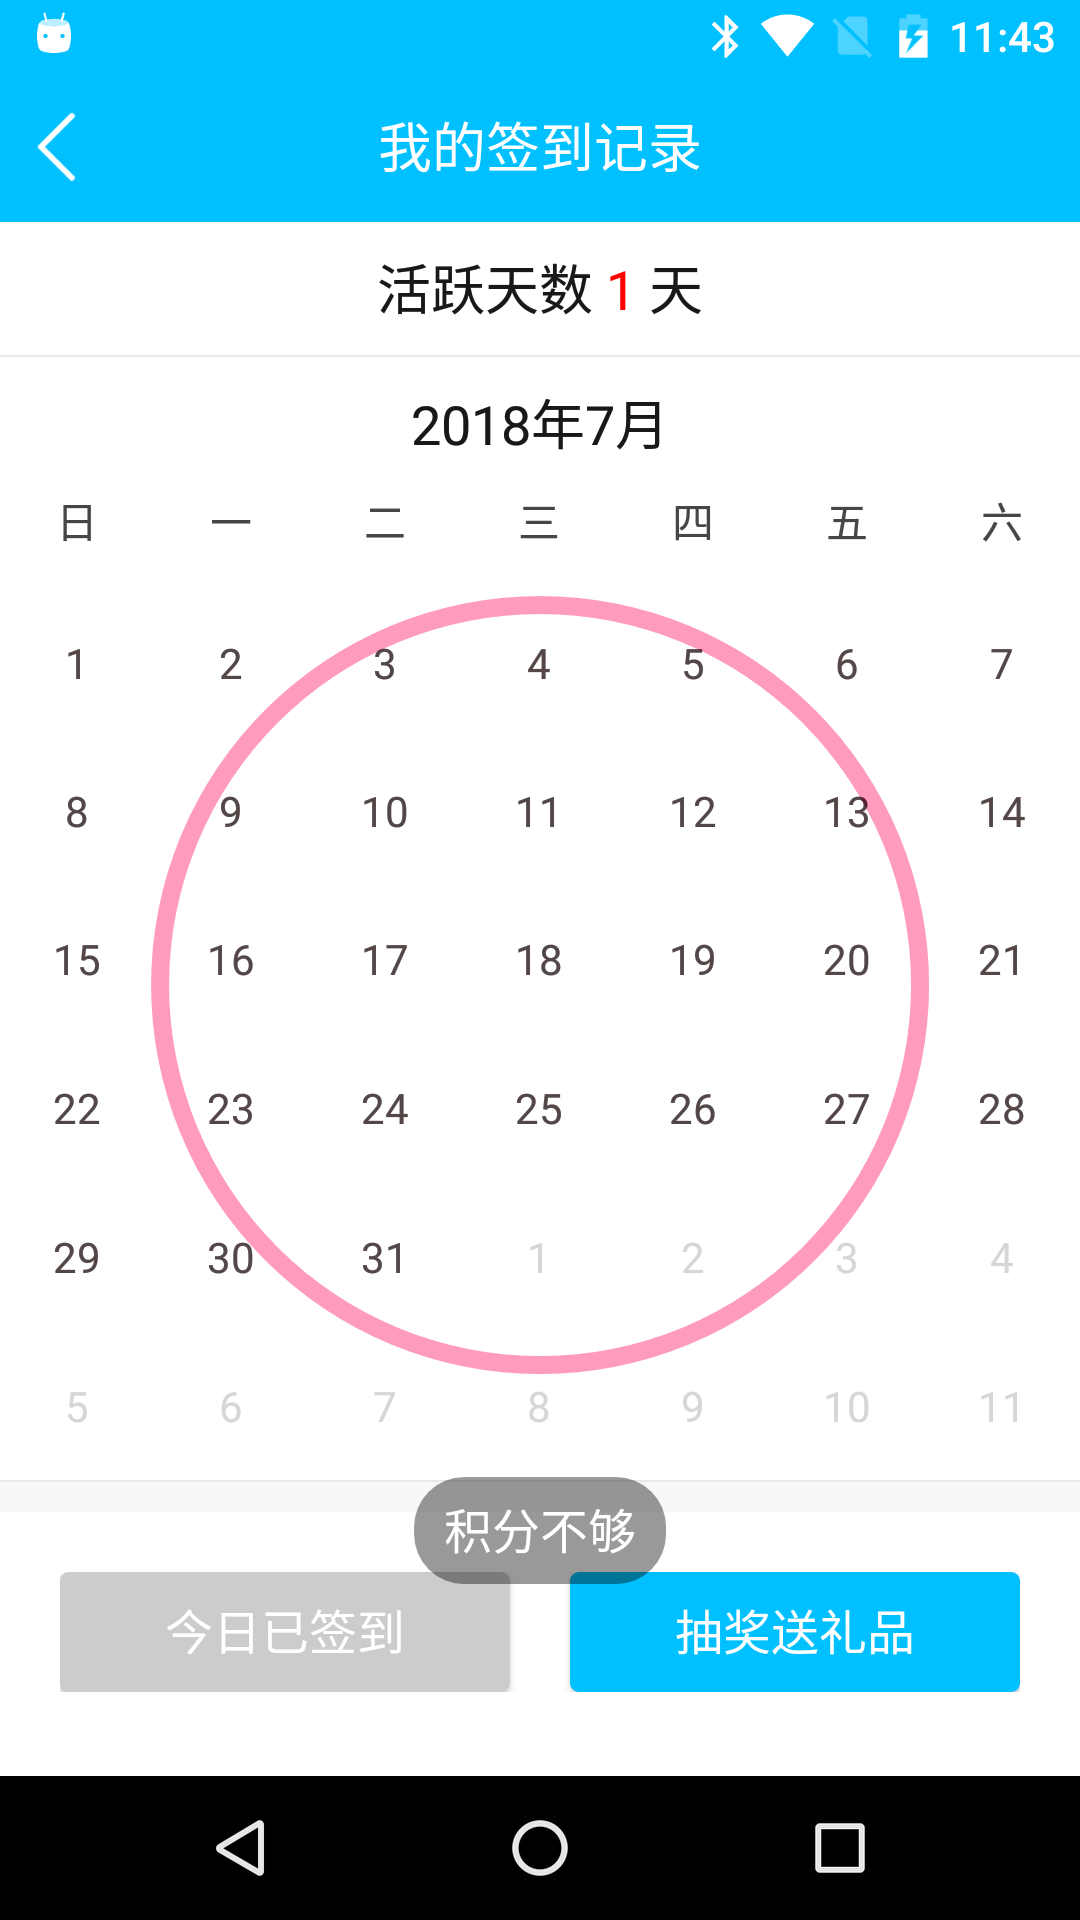 11:43
我的签到记录
活跃天数 1 天
2018年7月
日 一 二 三 四 五 六
1 2 3 4 5 6 7
8 9 10 11 12 13 14
15 16 17 18 19 20 21
22 23 24 25 26 27 28
29 30 31 1 2 3 4
5 6 7 8 9 10 11
积分不够
今日已签到 抽奖送礼品